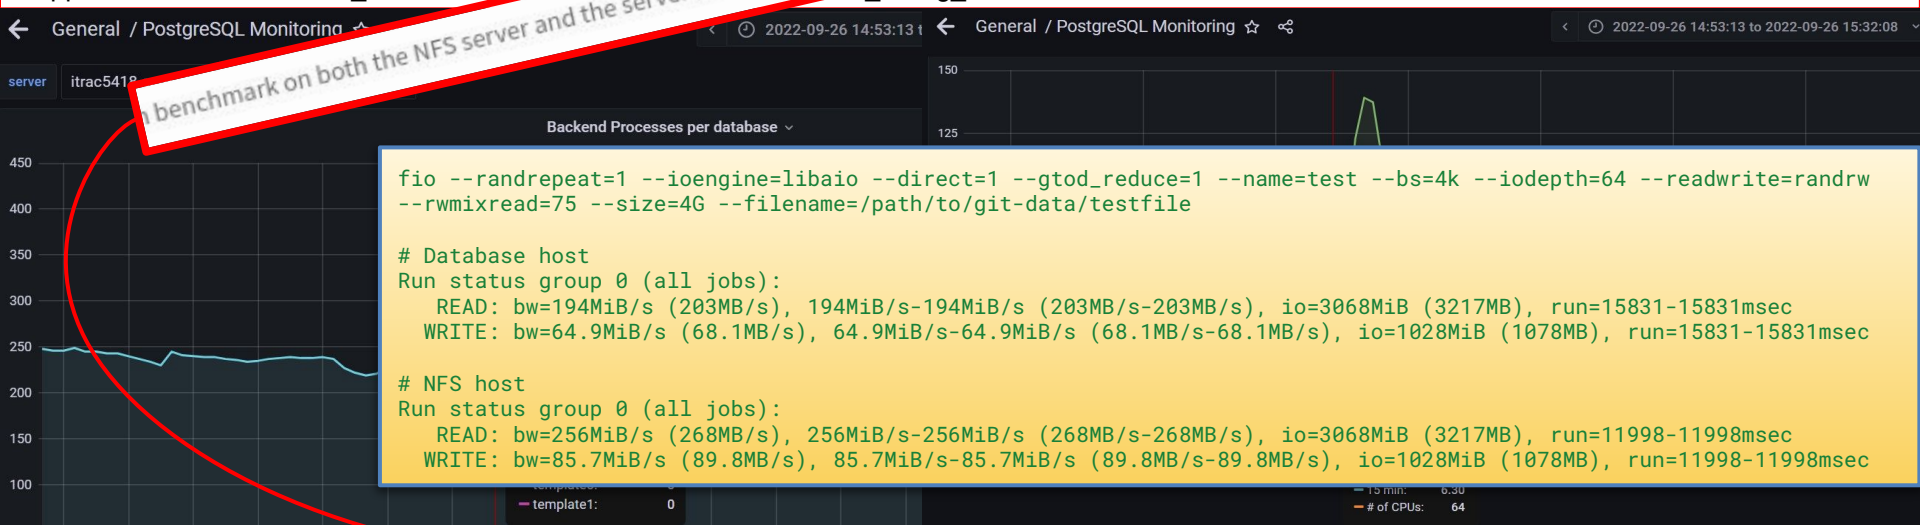 General / PostgreSQL Monitoring
2022-09-26 14:53:13
server
itrac5418
benchmark on both the NFS server and the
Backend Processes per database
450
400
350
300
250
200
150
100
template1: 0
General / PostgreSQL Monitoring
2022-09-26 14:53:13 to 2022-09-26 15:32:08
150
125
fio --randrepeat=1 --ioengine=libaio --direct=1 --gtod_reduce=1 --name=test --bs=4k --iodepth=64 --readwrite=randrw
--rwmixread=75 --size=4G --filename=/path/to/git-data/testfile
# Database host
Run status group 0 (all jobs):
READ: bw=194MiB/s (203MB/s), 194MiB/s-194MiB/s (203MB/s-203MB/s), io=3068MiB (3217MB), run=15831-15831msec
WRITE: bw=64.9MiB/s (68.1MB/s), 64.9MiB/s-64.9MiB/s (68.1MB/s-68.1MB/s), io=1028MiB (1078MB), run=15831-15831msec
# NFS host
Run status group 0 (all jobs):
READ: bw=256MiB/s (268MB/s), 256MiB/s-256MiB/s (268MB/s-268MB/s), io=3068MiB (3217MB), run=11998-11998msec
WRITE: bw=85.7MiB/s (89.8MB/s), 85.7MiB/s-85.7MiB/s (89.8MB/s-89.8MB/s), io=1028MiB (1078MB), run=11998-11998msec
15 min: 6.30
# of CPUs: 64